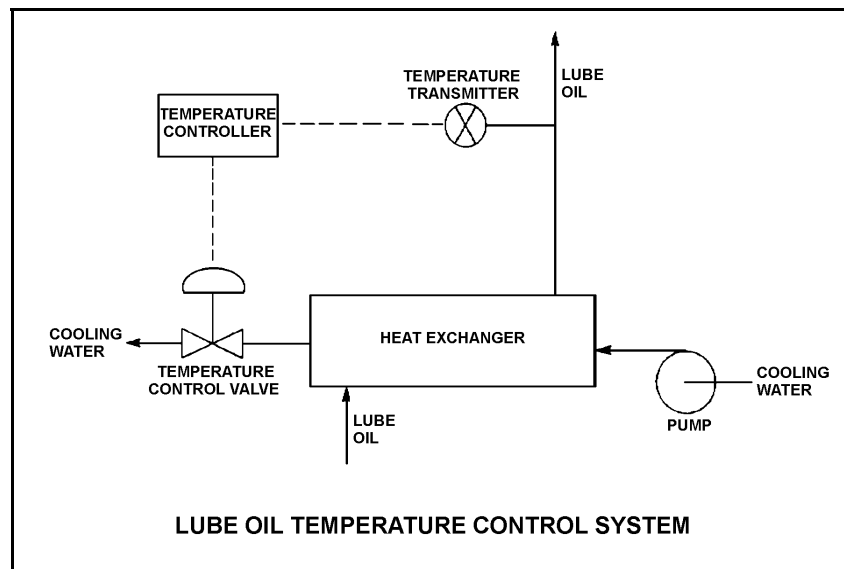 TEMPERATURE
TRANSMITTER
LUBE
OIL
TEMPERATURE
CONTROLLER
COOLING
WATER
HEAT EXCHANGER
TEMPERATURE
CONTROL VALVE
COOLING
WATER
PUMP
LUBE
OIL
LUBE OIL TEMPERATURE CONTROL SYSTEM